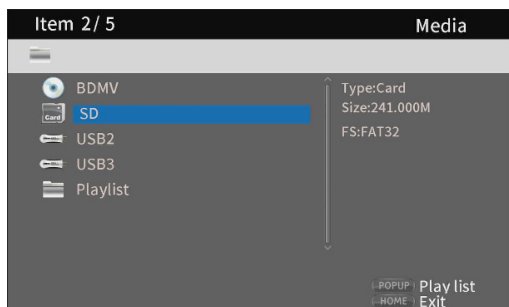 Item 2/ 5
Media
BDMV
Card SD
USB2
USB3
Playlist
Type:Card
Size:241.000M
FS:FAT32
POPUP Play list
HOME Exit